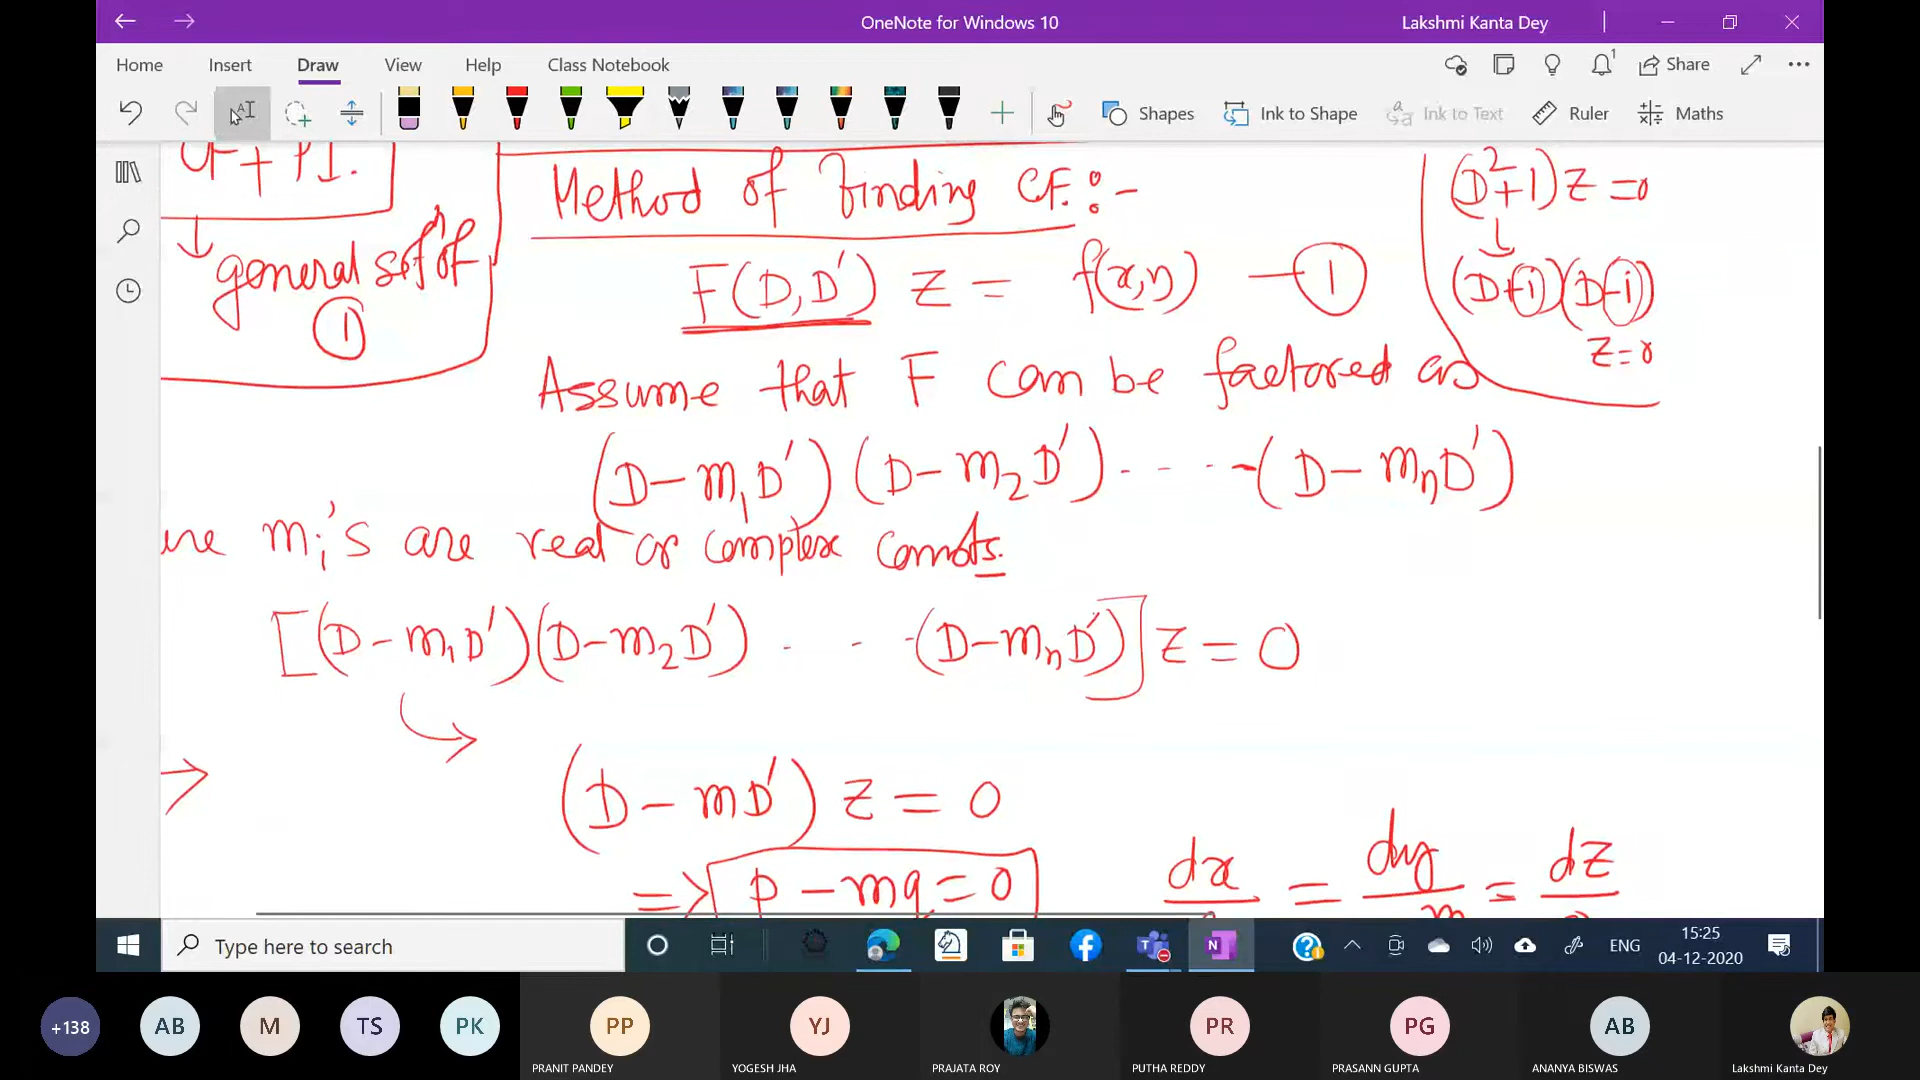 OneNote for Windows 10
Lakshmi Kanta Dey
Home Insert Draw View Help Class Notebook
Share
Shapes Ink to Shape Ink to Text Ruler Maths
CF + PI.
general solⁿ of
①
Method of finding CF. :-
F(D, D') z = f(x,y) — ①
(D²+1) z = 0
(D+i)(D-i)
z = 0
Assume that F can be factored as
(D - m₁D') (D - m₂D') . - - - (D - mₙD')
ere mᵢ's are real or complex consts.
[(D - m₁D')(D - m₂D') . . . (D - mₙD')] z = 0
(D - mD') z = 0
=> p - mq = 0
dx = dy = dz
-m
Type here to search
ENG
15:25
04-12-2020
+138 AB M TS PK PP YJ PR PG AB
PRANIT PANDEY YOGESH JHA PRAJATA ROY PUTHA REDDY PRASANN GUPTA ANANYA BISWAS Lakshmi Kanta Dey